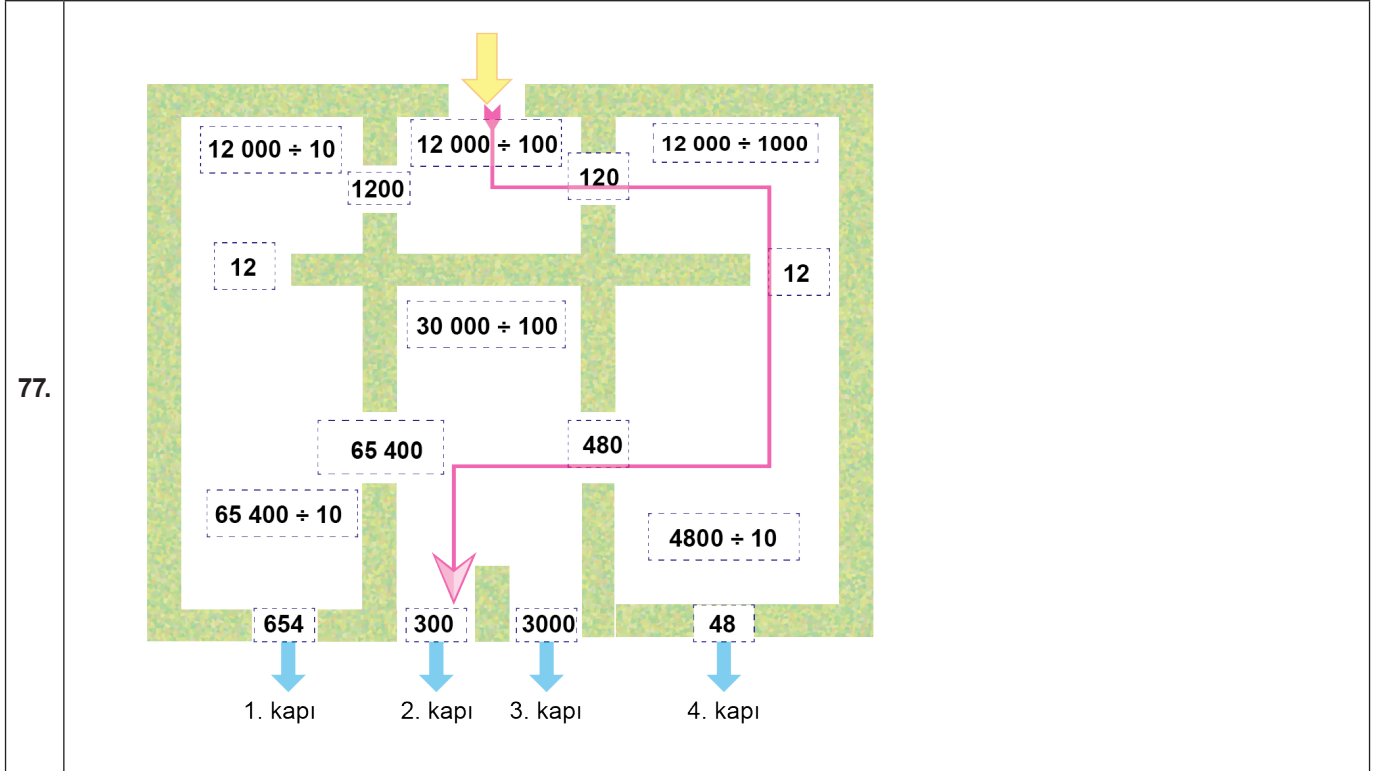 12 000 ÷ 10
12 000 ÷ 100
12 000 ÷ 1000
1200
120
12
12
30 000 ÷ 100
77.
65 400
480
65 400 ÷ 10
4800 ÷ 10
654
300
3000
48
1. kapı
2. kapı
3. kapı
4. kapı